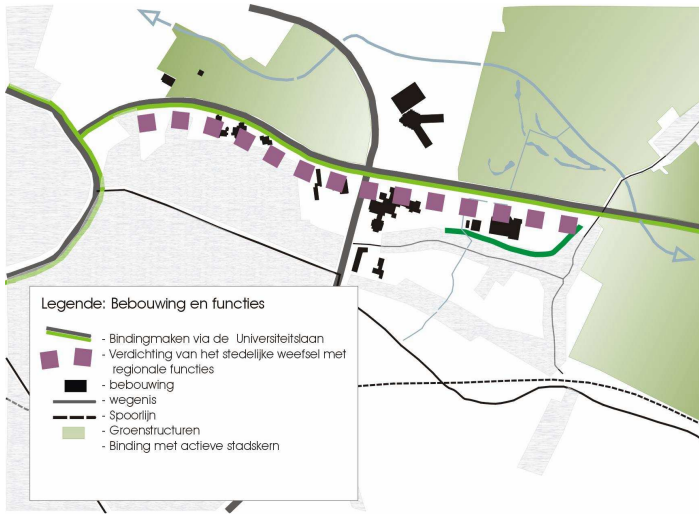 Legende: Bebouwing en functies
- Bindingmaken via de Universiteitslaan
- Verdichting van het stedelijke weefsel met
regionale functies
- bebouwing
- wegenis
- Spoorlijn
- Groenstructuren
- Binding met actieve stadskern